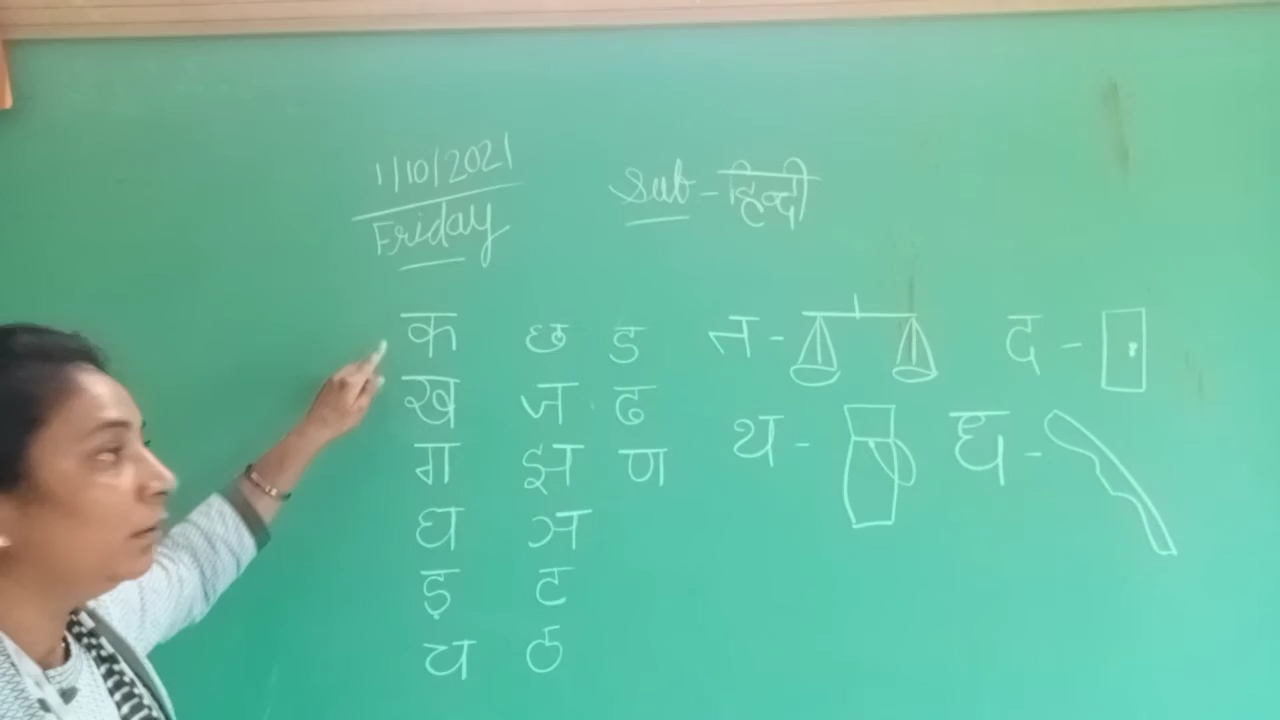 1/10/2021
Friday
Sub - हिन्दी
क छ ड त - द -
ख ज ढ थ - ध -
ग झ ण
घ ञ
ङ ट
च ठ